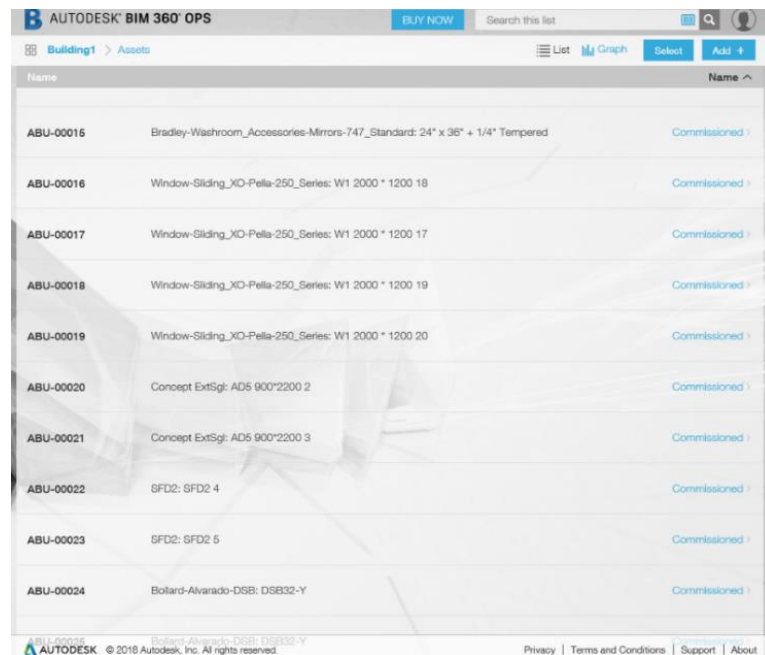 B AUTODESK® BIM 360® OPS BUY NOW Search this list
Building1 > Assets List Graph Select Add +
Name Name
ABU-00015 Bradley-Washroom_Accessories-Mirrors-747_Standard: 24" x 36" + 1/4" Tempered Commissioned >
ABU-00016 Window-Sliding_XO-Pella-250_Series: W1 2000 * 1200 18 Commissioned >
ABU-00017 Window-Sliding_XO-Pella-250_Series: W1 2000 * 1200 17 Commissioned >
ABU-00018 Window-Sliding_XO-Pella-250_Series: W1 2000 * 1200 19 Commissioned >
ABU-00019 Window-Sliding_XO-Pella-250_Series: W1 2000 * 1200 20 Commissioned >
ABU-00020 Concept ExtSgl: AD5 900*2200 2 Commissioned >
ABU-00021 Concept ExtSgl: AD5 900*2200 3 Commissioned >
ABU-00022 SFD2: SFD2 4 Commissioned >
ABU-00023 SFD2: SFD2 5 Commissioned >
ABU-00024 Bollard-Alvarado-DSB: DSB32-Y Commissioned >
ABU-00025 Bollard-Alvarado-DSB: DSB32-Y Commissioned >
AUTODESK. © 2018 Autodesk, Inc. All rights reserved. Privacy | Terms and Conditions | Support | About